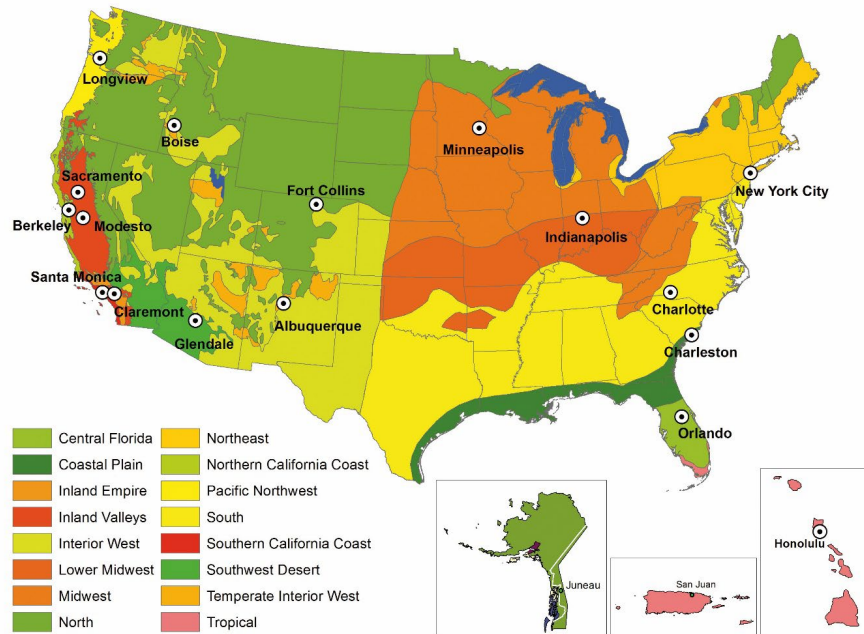 Longview
Boise
Minneapolis
Sacramento
Fort Collins
New York City
Berkeley
Modesto
Indianapolis
Santa Monica
Claremont
Charlotte
Albuquerque
Glendale
Charleston
Orlando
Central Florida
Coastal Plain
Inland Empire
Inland Valleys
Interior West
Lower Midwest
Midwest
North
Northeast
Northern California Coast
Pacific Northwest
South
Southern California Coast
Southwest Desert
Temperate Interior West
Tropical
Juneau
San Juan
Honolulu